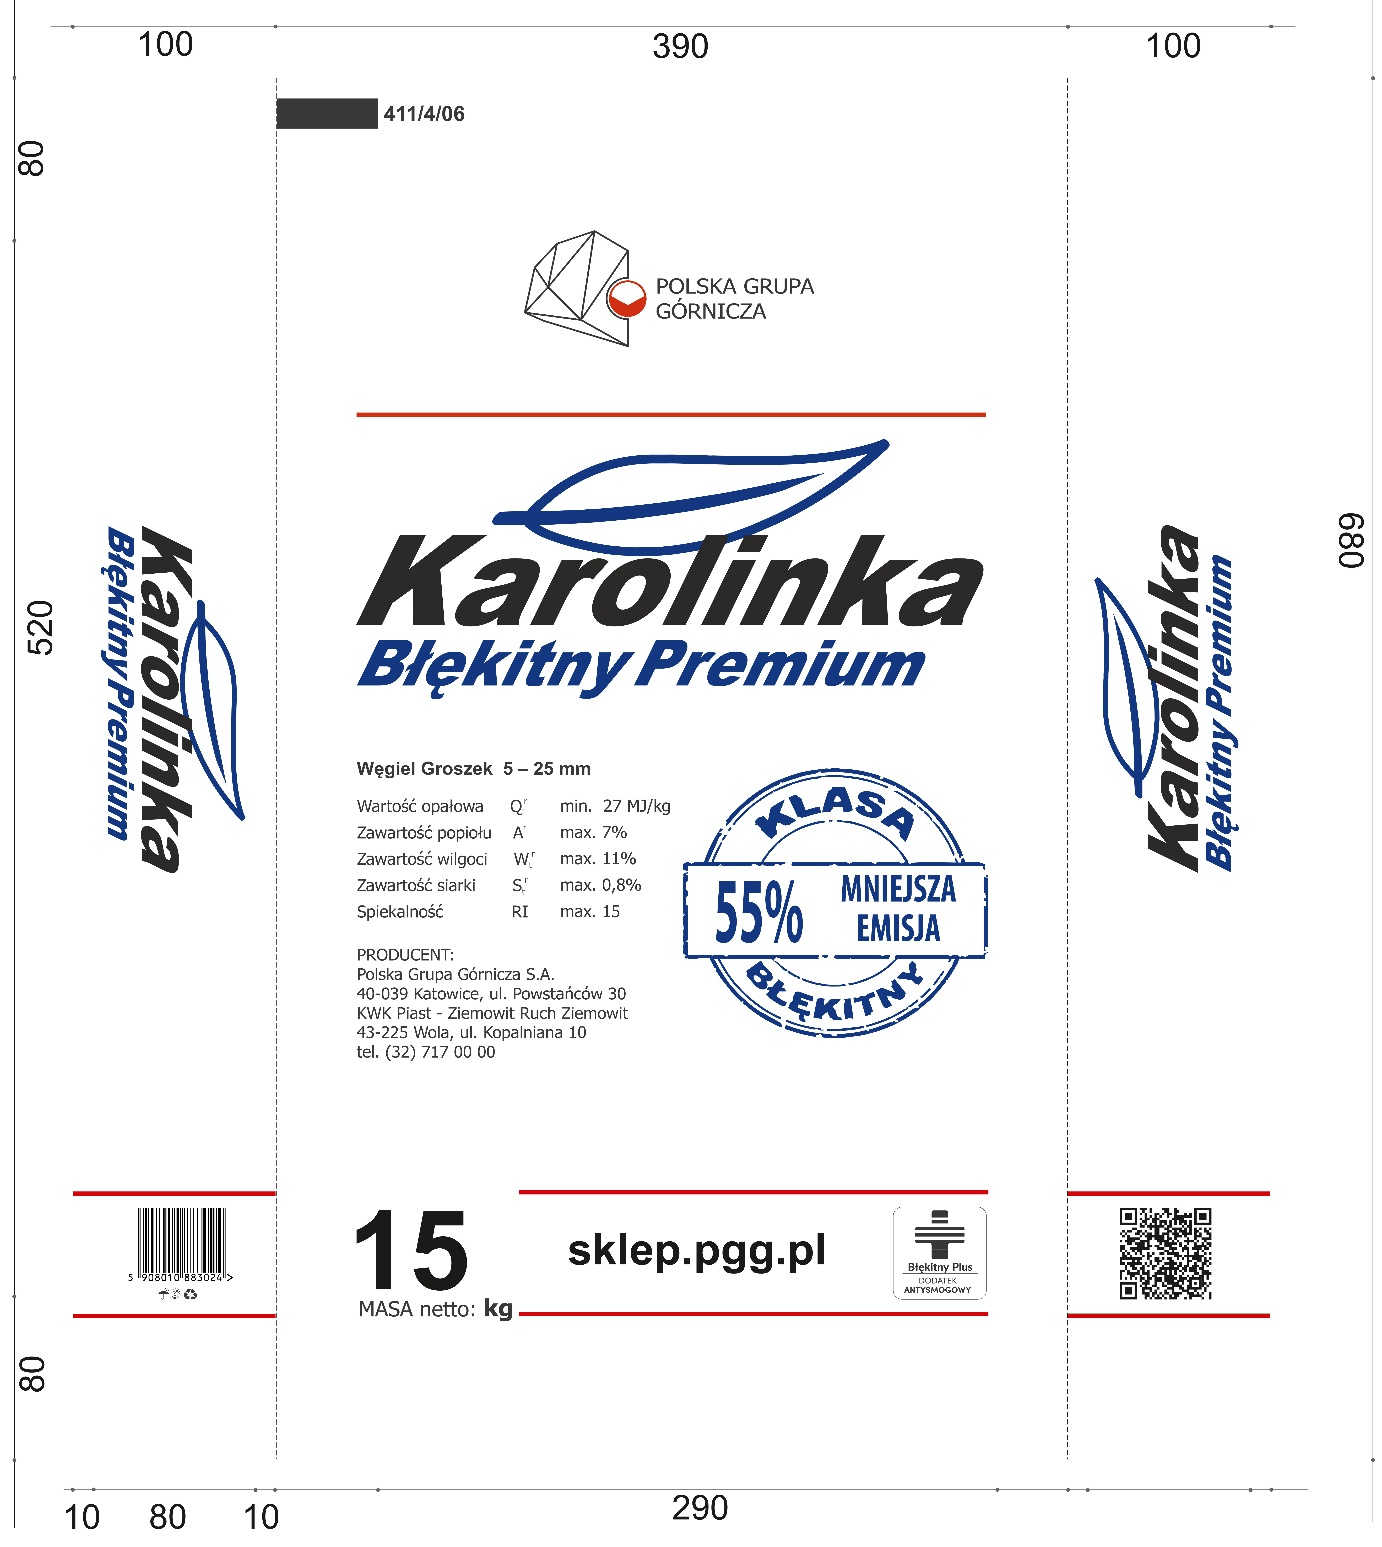 100
390
100
411/4/06
80
POLSKA GRUPA
GÓRNICZA
Karolinka
Błękitny Premium
Karolinka
Błękitny Premium
Karolinka
Błękitny Premium
520
680
Węgiel Groszek 5 – 25 mm
Wartość opałowa Qᵢʳ min. 27 MJ/kg
Zawartość popiołu Aʳ max. 7%
Zawartość wilgoci Wₜʳ max. 11%
Zawartość siarki Sₜʳ max. 0,8%
Spiekalność RI max. 15
KLASA
55% MNIEJSZA
EMISJA
BŁĘKITNY
PRODUCENT:
Polska Grupa Górnicza S.A.
40-039 Katowice, ul. Powstańców 30
KWK Piast - Ziemowit Ruch Ziemowit
43-225 Wola, ul. Kopalniana 10
tel. (32) 717 00 00
5 908010 883024 >
15
MASA netto: kg
sklep.pgg.pl
Błękitny Plus
DODATEK
ANTYSMOGOWY
80
10 80 10
290